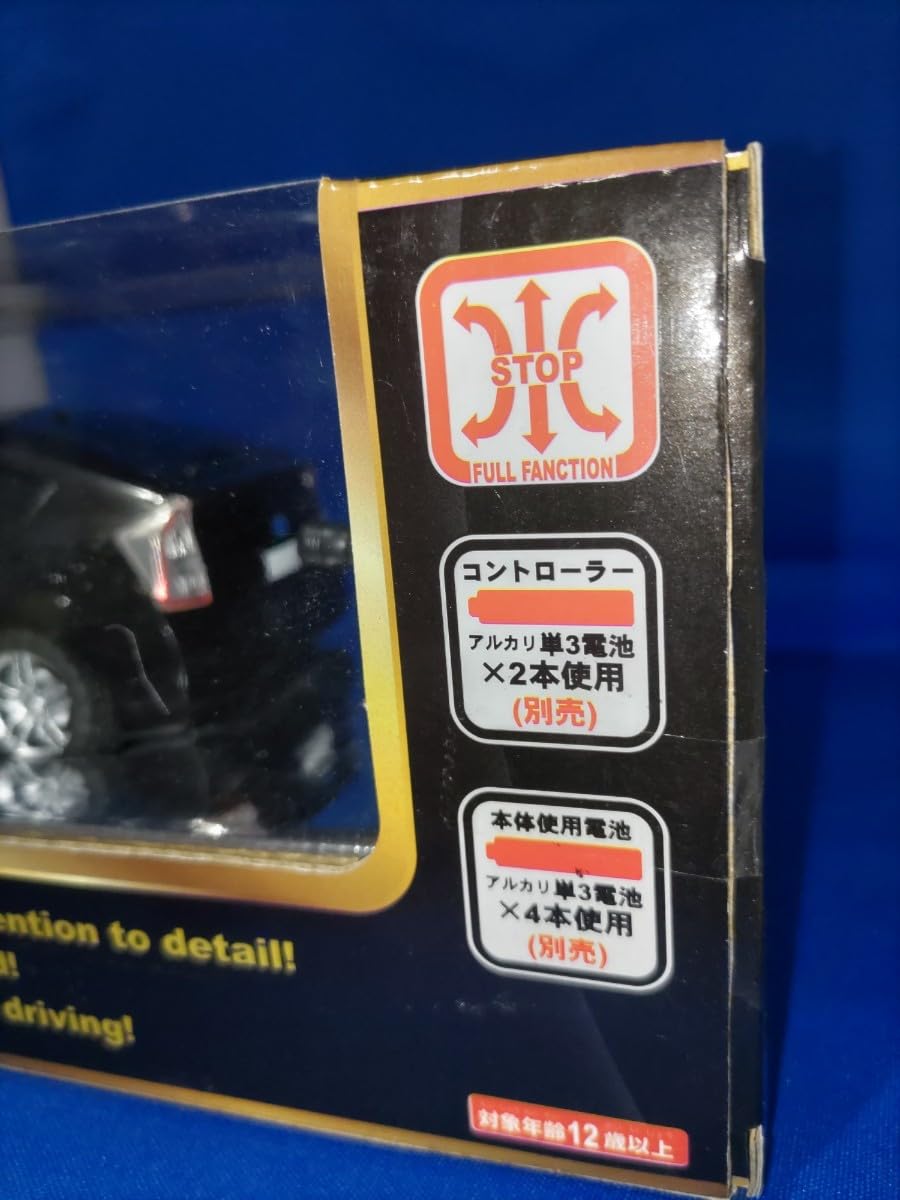 STOP
FULL FANCTION
コントローラー
アルカリ単3電池
×2本使用
(別売)
本体使用電池
アルカリ単3電池
×4本使用
(別売)
ention to detail!
!
driving!
対象年齢12歳以上